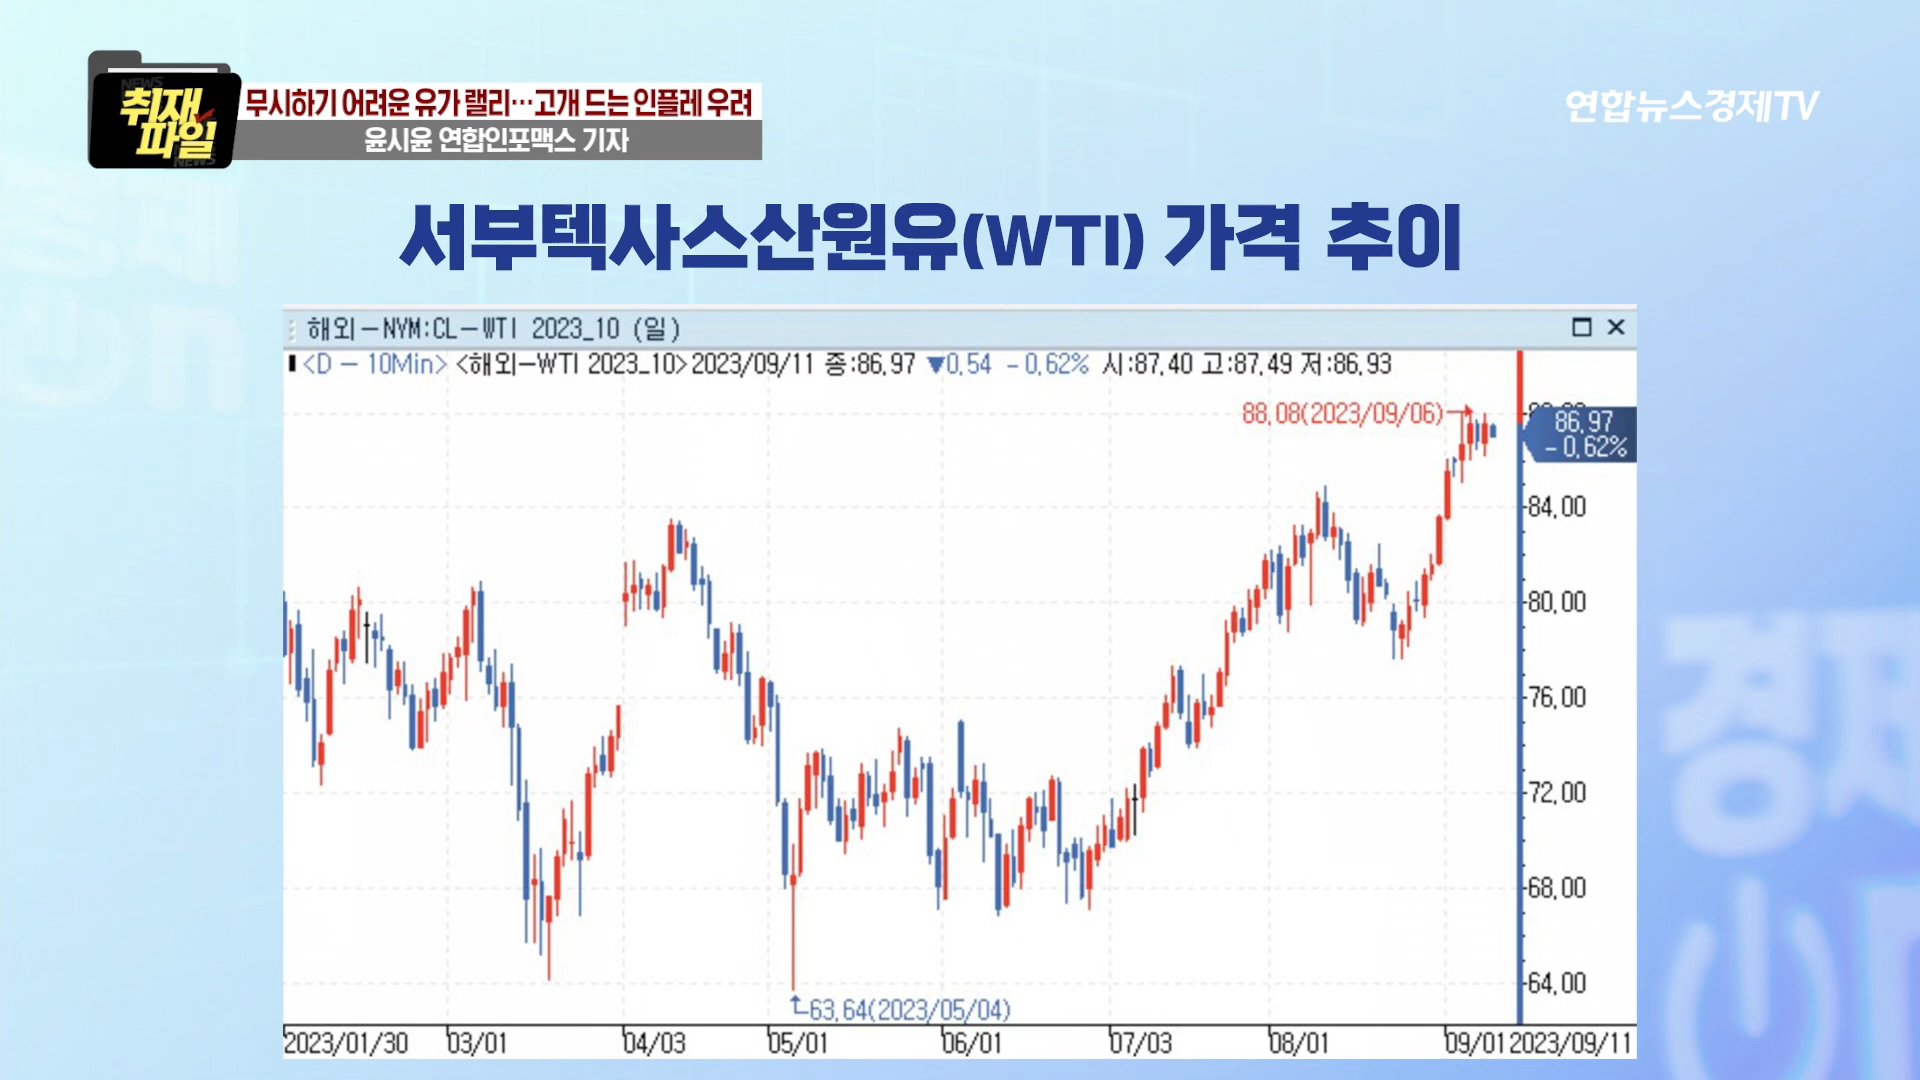 취재
파일
NEWS
무시하기 어려운 유가 랠리…고개 드는 인플레 우려
윤시윤 연합인포맥스 기자
연합뉴스경제TV
서부텍사스산원유(WTI) 가격 추이
해외-NYM:CL-WTI 2023_10 (일)
<D - 10Min> <해외-WTI 2023_10>2023/09/11 종:86,97 ▼0,54 -0,62% 시:87,40 고:87,49 저:86,93
88,08(2023/09/06)
86,97
-0,62%
84,00
80,00
76,00
72,00
68,00
64,00
63,64(2023/05/04)
2023/01/30 03/01 04/03 05/01 06/01 07/03 08/01 09/01 2023/09/11
경제
on
경제